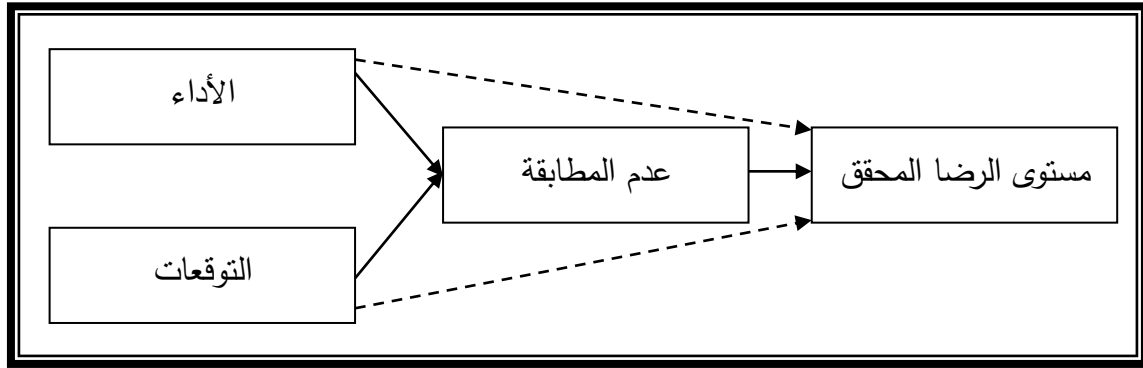 الأداء
عدم المطابقة
مستوى الرضا المحقق
التوقعات